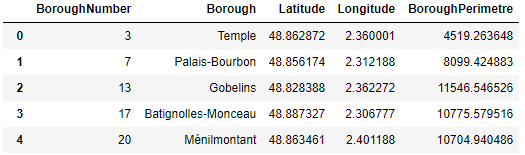 BoroughNumber Borough Latitude Longitude BoroughPerimetre
0 3 Temple 48.862872 2.360001 4519.263648
1 7 Palais-Bourbon 48.856174 2.312188 8099.424883
2 13 Gobelins 48.828388 2.362272 11546.546526
3 17 Batignolles-Monceau 48.887327 2.306777 10775.579516
4 20 Ménilmontant 48.863461 2.401188 10704.940486